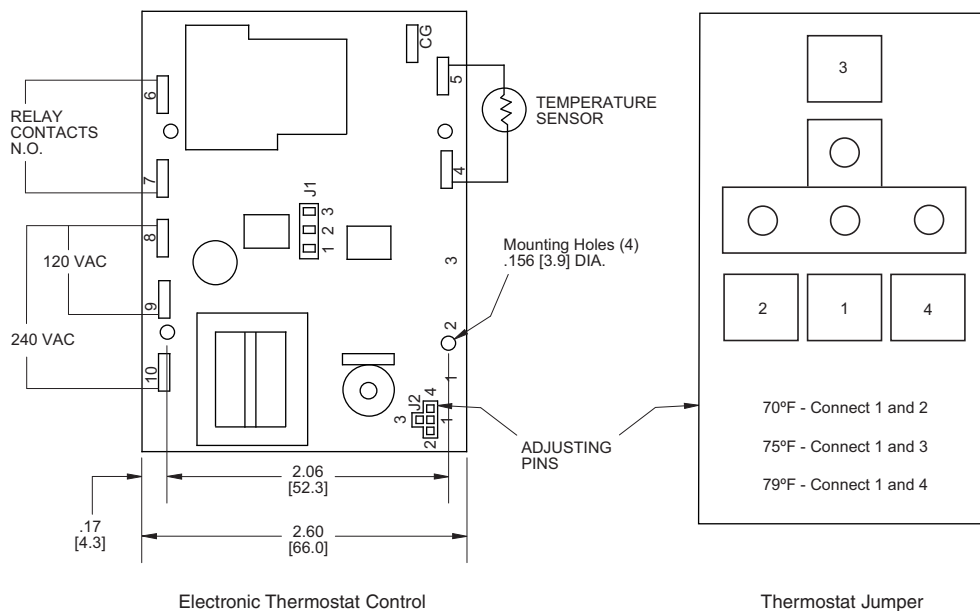 CG
5
4
TEMPERATURE
SENSOR
6
7
RELAY
CONTACTS
N.O.
J1
3
2
1
8
9
10
120 VAC
240 VAC
Mounting Holes (4)
.156 [3.9] DIA.
3
2
1
J2
4
3
1
2
ADJUSTING
PINS
2.06
[52.3]
.17
[4.3]
2.60
[66.0]
Electronic Thermostat Control
3
2
1
4
70ºF - Connect 1 and 2
75ºF - Connect 1 and 3
79ºF - Connect 1 and 4
Thermostat Jumper